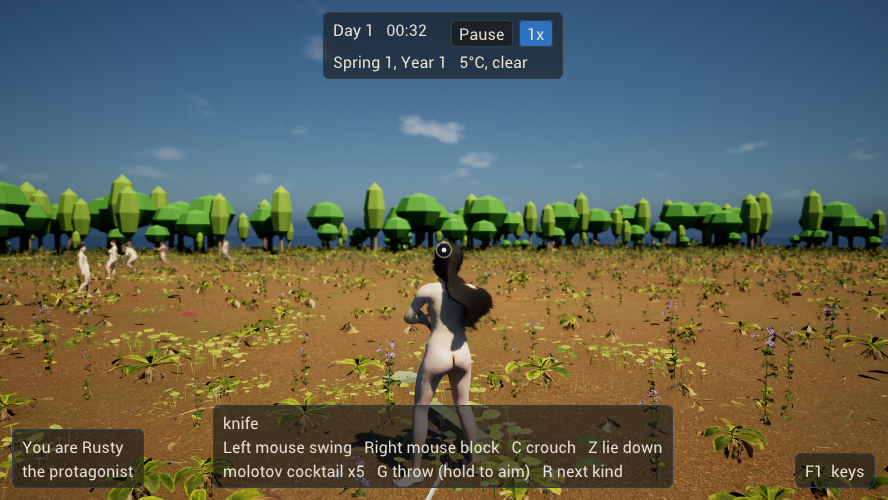 Day 1 00:32 Pause 1x
Spring 1, Year 1 5°C, clear
knife
Left mouse swing Right mouse block C crouch Z lie down
molotov cocktail x5 G throw (hold to aim) R next kind
You are Rusty
the protagonist
F1 keys